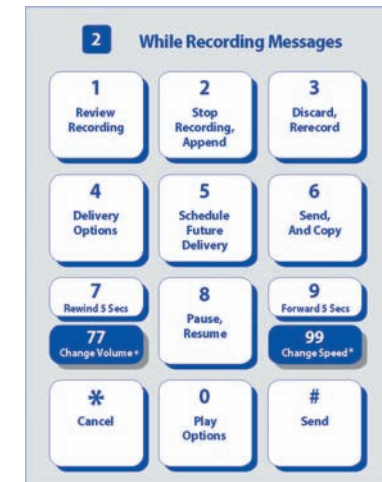 2 While Recording Messages
1
Review
Recording
2
Stop
Recording,
Append
3
Discard,
Rerecord
4
Delivery
Options
5
Schedule
Future
Delivery
6
Send,
And Copy
7
Rewind 5 Secs
77
Change Volume*
8
Pause,
Resume
9
Forward 5 Secs
99
Change Speed*
*
Cancel
0
Play
Options
#
Send